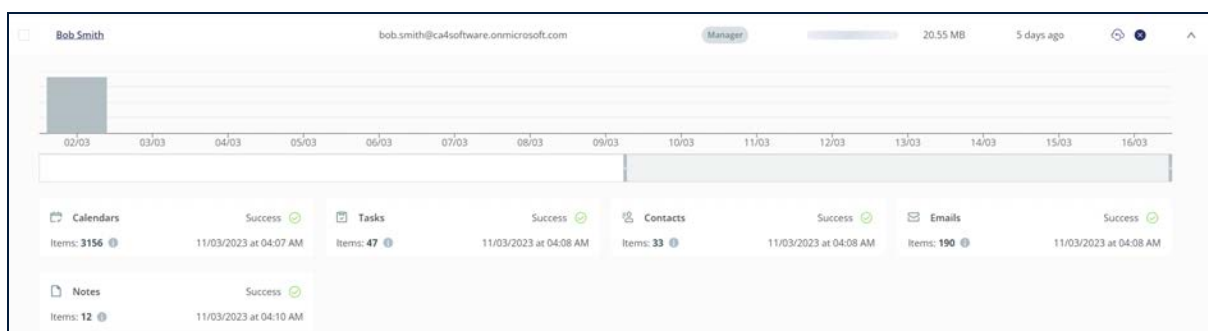 Bob Smith bob.smith@ca4software.onmicrosoft.com Manager 20.55 MB 5 days ago
02/03 03/03 04/03 05/03 06/03 07/03 08/03 09/03 10/03 11/03 12/03 13/03 14/03 15/03 16/03
Calendars Success Tasks Success Contacts Success Emails Success
Items: 3156 11/03/2023 at 04:07 AM Items: 47 11/03/2023 at 04:08 AM Items: 33 11/03/2023 at 04:08 AM Items: 190 11/03/2023 at 04:08 AM
Notes Success
Items: 12 11/03/2023 at 04:10 AM